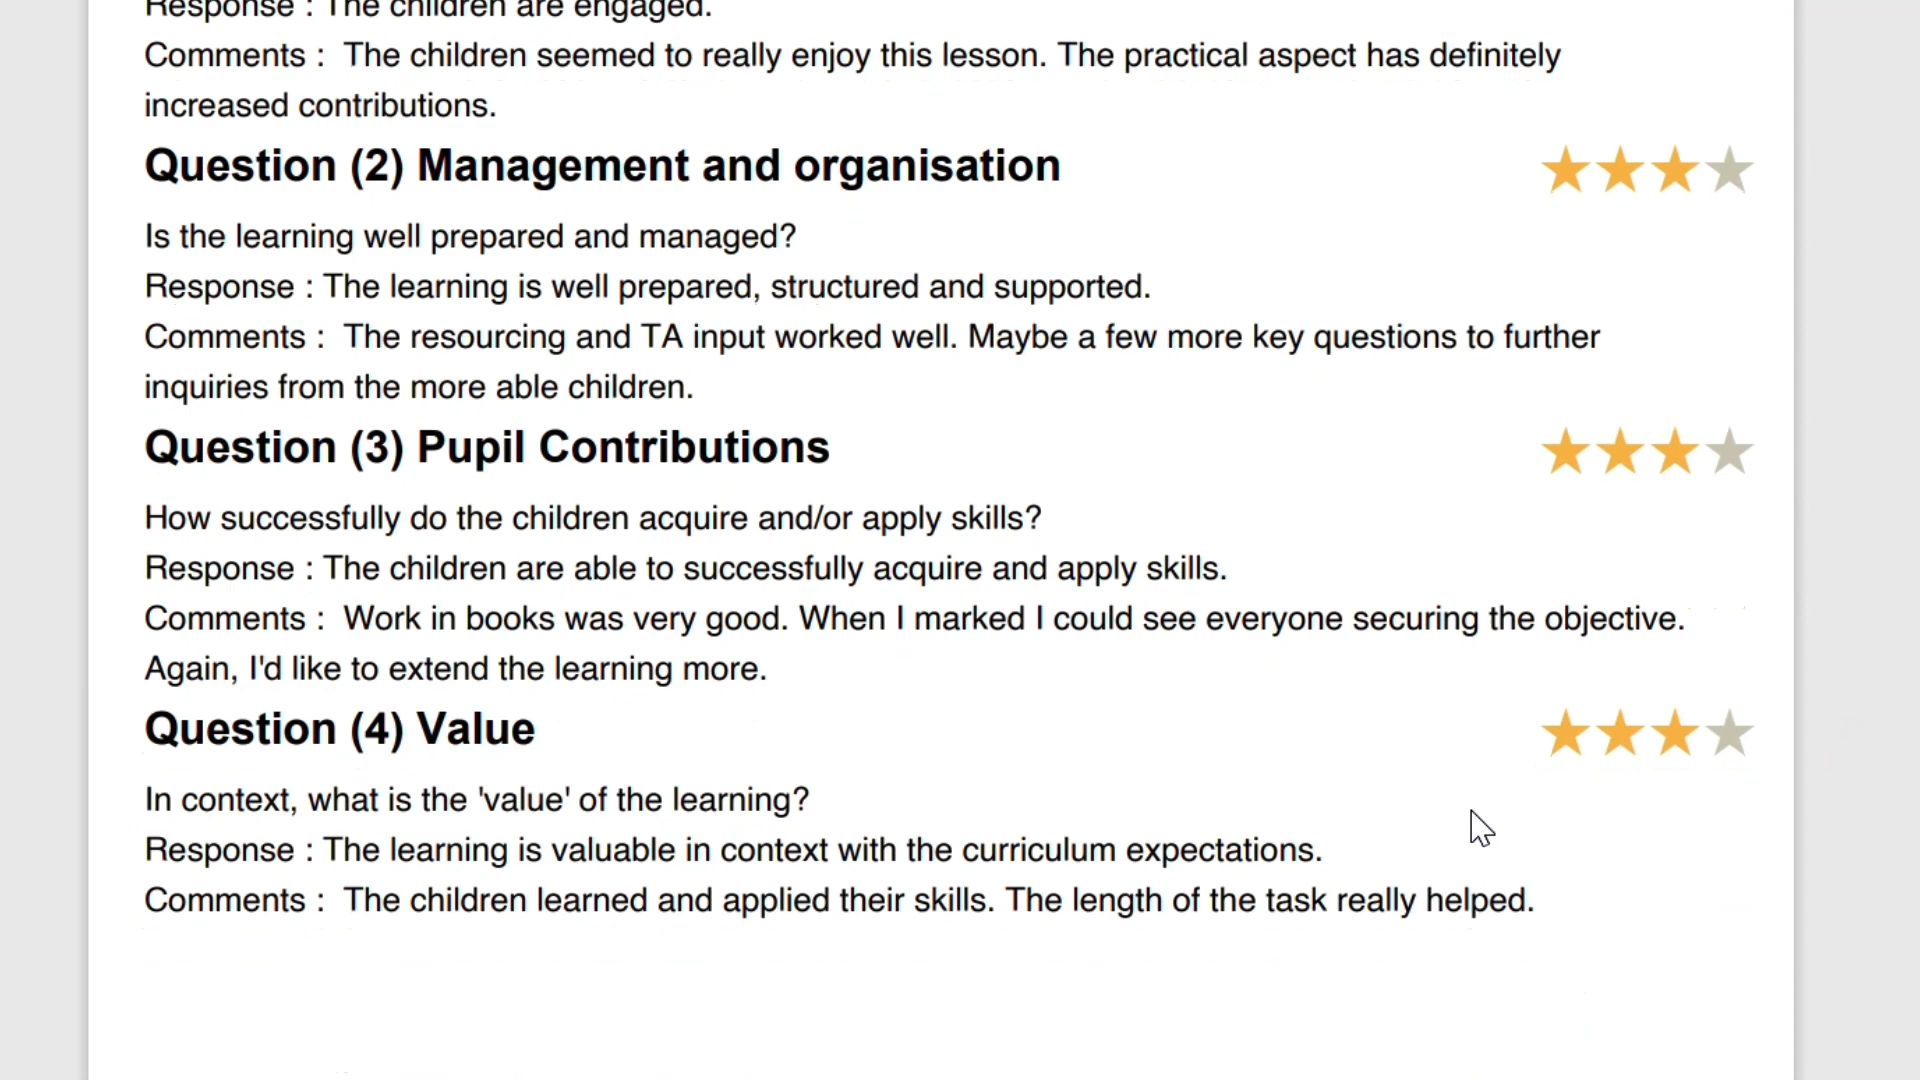 Response : The children are engaged.
Comments :  The children seemed to really enjoy this lesson. The practical aspect has definitely
increased contributions.
Question (2) Management and organisation
Is the learning well prepared and managed?
Response : The learning is well prepared, structured and supported.
Comments :  The resourcing and TA input worked well. Maybe a few more key questions to further
inquiries from the more able children.
Question (3) Pupil Contributions
How successfully do the children acquire and/or apply skills?
Response : The children are able to successfully acquire and apply skills.
Comments :  Work in books was very good. When I marked I could see everyone securing the objective.
Again, I'd like to extend the learning more.
Question (4) Value
In context, what is the 'value' of the learning?
Response : The learning is valuable in context with the curriculum expectations.
Comments :  The children learned and applied their skills. The length of the task really helped.